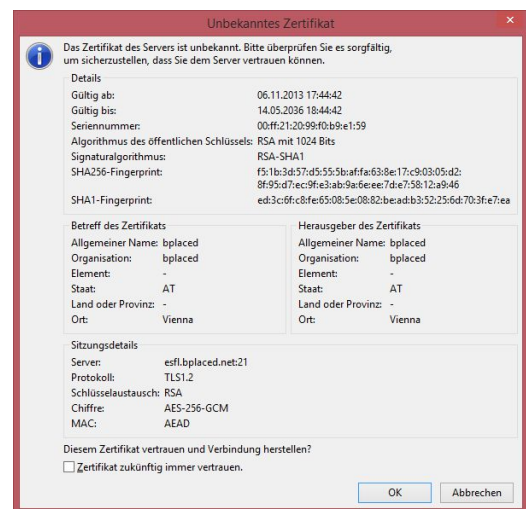 Unbekanntes Zertifikat
Das Zertifikat des Servers ist unbekannt. Bitte überprüfen Sie es sorgfältig,
um sicherzustellen, dass Sie dem Server vertrauen können.
Details
Gültig ab: 06.11.2013 17:44:42
Gültig bis: 14.05.2036 18:44:42
Seriennummer: 00:ff:21:20:99:f0:b9:e1:59
Algorithmus des öffentlichen Schlüssels: RSA mit 1024 Bits
Signaturalgorithmus: RSA-SHA1
SHA256-Fingerprint: f5:1b:3d:57:d5:55:5b:af:fa:63:8e:17:c9:03:05:d2:
8f:95:d7:ec:9f:e3:ab:9a:6e:ee:7d:e7:58:12:a9:46
SHA1-Fingerprint: ed:3c:6f:c8:fe:65:08:5e:08:82:be:ad:b3:52:25:6d:70:3f:e7:ea
Betreff des Zertifikats
Allgemeiner Name: bplaced
Organisation: bplaced
Element: -
Staat: AT
Land oder Provinz: -
Ort: Vienna
Herausgeber des Zertifikats
Allgemeiner Name: bplaced
Organisation: bplaced
Element: -
Staat: AT
Land oder Provinz: -
Ort: Vienna
Sitzungsdetails
Server: esfl.bplaced.net:21
Protokoll: TLS1.2
Schlüsselaustausch: RSA
Chiffre: AES-256-GCM
MAC: AEAD
Diesem Zertifikat vertrauen und Verbindung herstellen?
Zertifikat zukünftig immer vertrauen.
OK Abbrechen